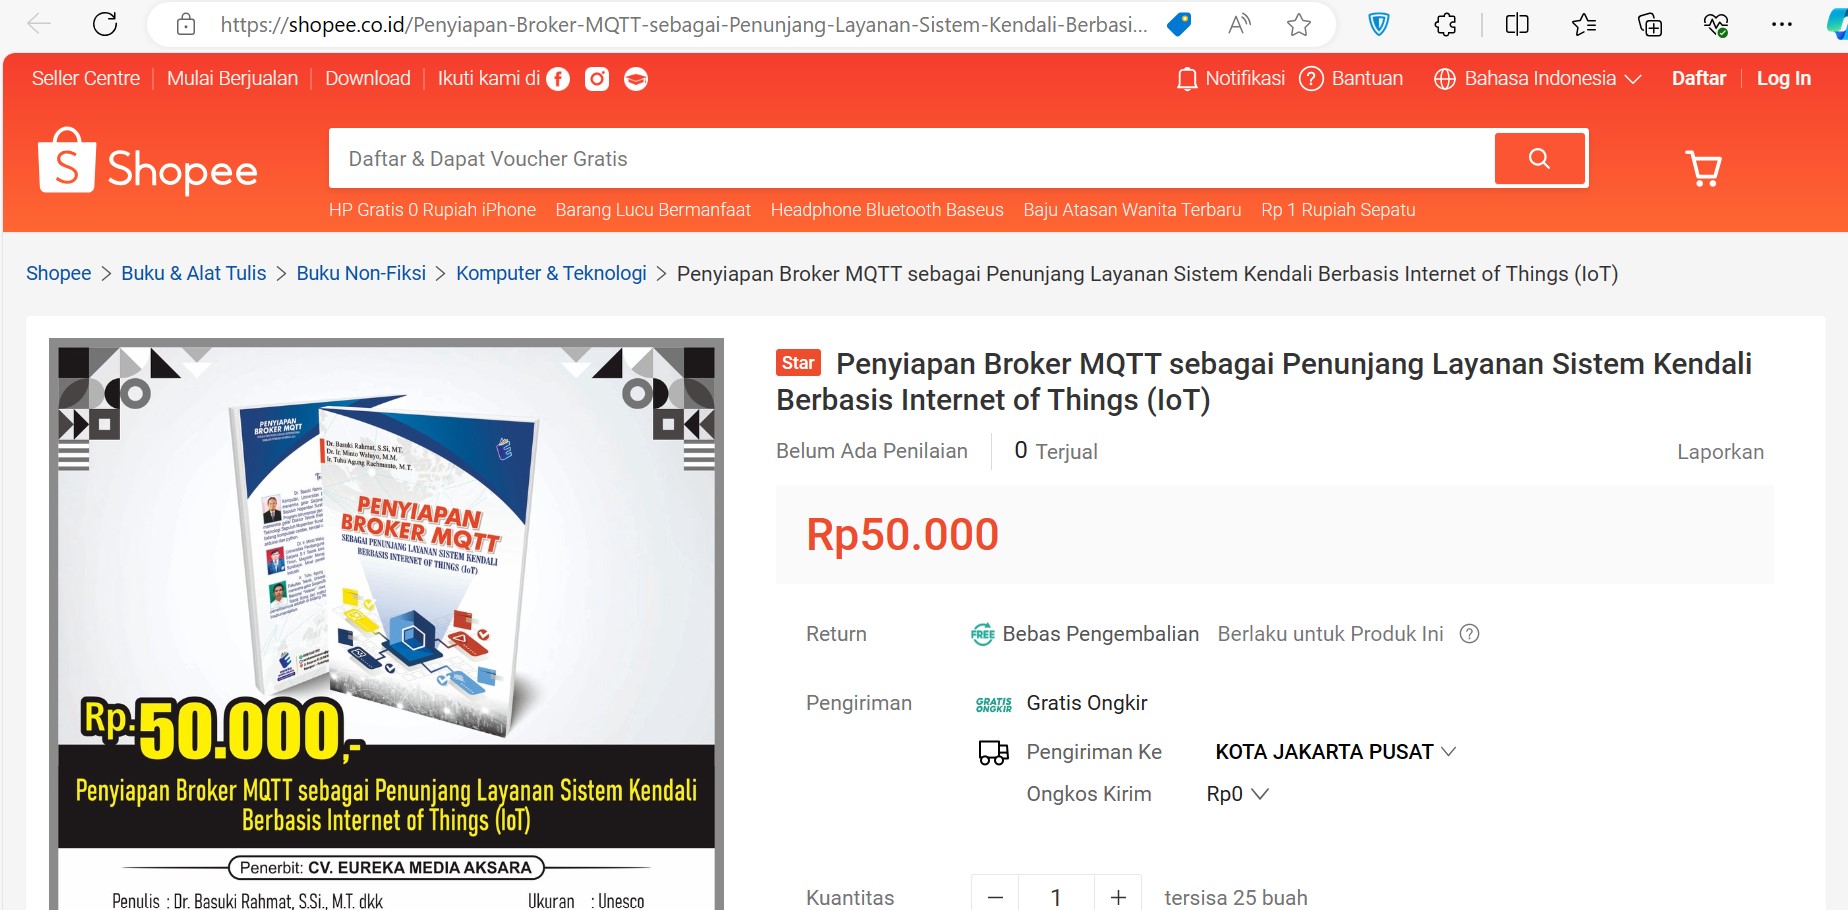 https://shopee.co.id/Penyiapan-Broker-MQTT-sebagai-Penunjang-Layanan-Sistem-Kendali-Berbasi...
Seller Centre
Mulai Berjualan
Download
Ikuti kami di
Notifikasi
Bantuan
Bahasa Indonesia
Daftar
Log In
Shopee
Daftar & Dapat Voucher Gratis
HP Gratis 0 Rupiah iPhone
Barang Lucu Bermanfaat
Headphone Bluetooth Baseus
Baju Atasan Wanita Terbaru
Rp 1 Rupiah Sepatu
Shopee > Buku & Alat Tulis > Buku Non-Fiksi > Komputer & Teknologi > Penyiapan Broker MQTT sebagai Penunjang Layanan Sistem Kendali Berbasis Internet of Things (IoT)
PENYIAPAN
BROKER MQTT
Dr. Basuki Rahmat, S.Si, MT.
Dr. Ir. Minto Waluyo, M.M.
Ir. Tuhu Agung Rachmanto, M.T.
PENYIAPAN
BROKER MQTT
SEBAGAI PENUNJANG LAYANAN SISTEM KENDALI
BERBASIS INTERNET OF THINGS (IoT)
Rp.50.000,-
Penyiapan Broker MQTT sebagai Penunjang Layanan Sistem Kendali
Berbasis Internet of Things (IoT)
Penerbit: CV. EUREKA MEDIA AKSARA
Penulis : Dr. Basuki Rahmat, S.Si., M.T. dkk
Ukuran : Unesco
Star Penyiapan Broker MQTT sebagai Penunjang Layanan Sistem Kendali
Berbasis Internet of Things (IoT)
Belum Ada Penilaian
0 Terjual
Laporkan
Rp50.000
Return
FREE Bebas Pengembalian
Berlaku untuk Produk Ini
Pengiriman
GRATIS
ONGKIR
Gratis Ongkir
Pengiriman Ke
KOTA JAKARTA PUSAT
Ongkos Kirim
Rp0
Kuantitas
− 1 +
tersisa 25 buah